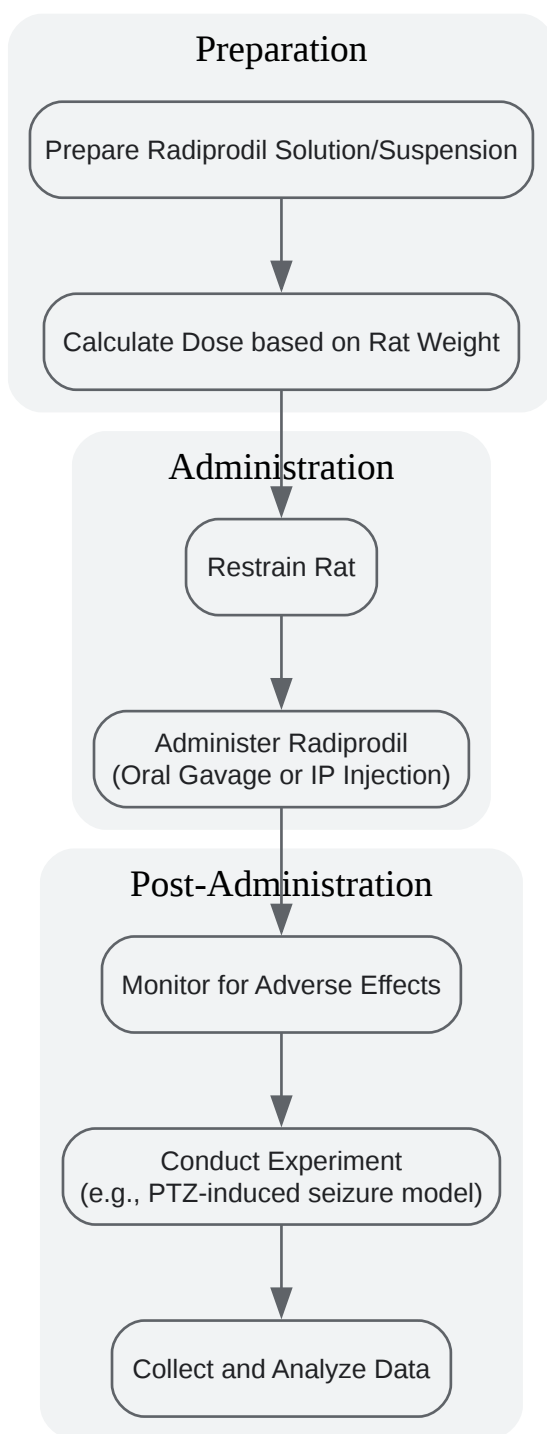 Preparation
Prepare Radiprodil Solution/Suspension
Calculate Dose based on Rat Weight
Administration
Restrain Rat
Administer Radiprodil
(Oral Gavage or IP Injection)
Post-Administration
Monitor for Adverse Effects
Conduct Experiment
(e.g., PTZ-induced seizure model)
Collect and Analyze Data